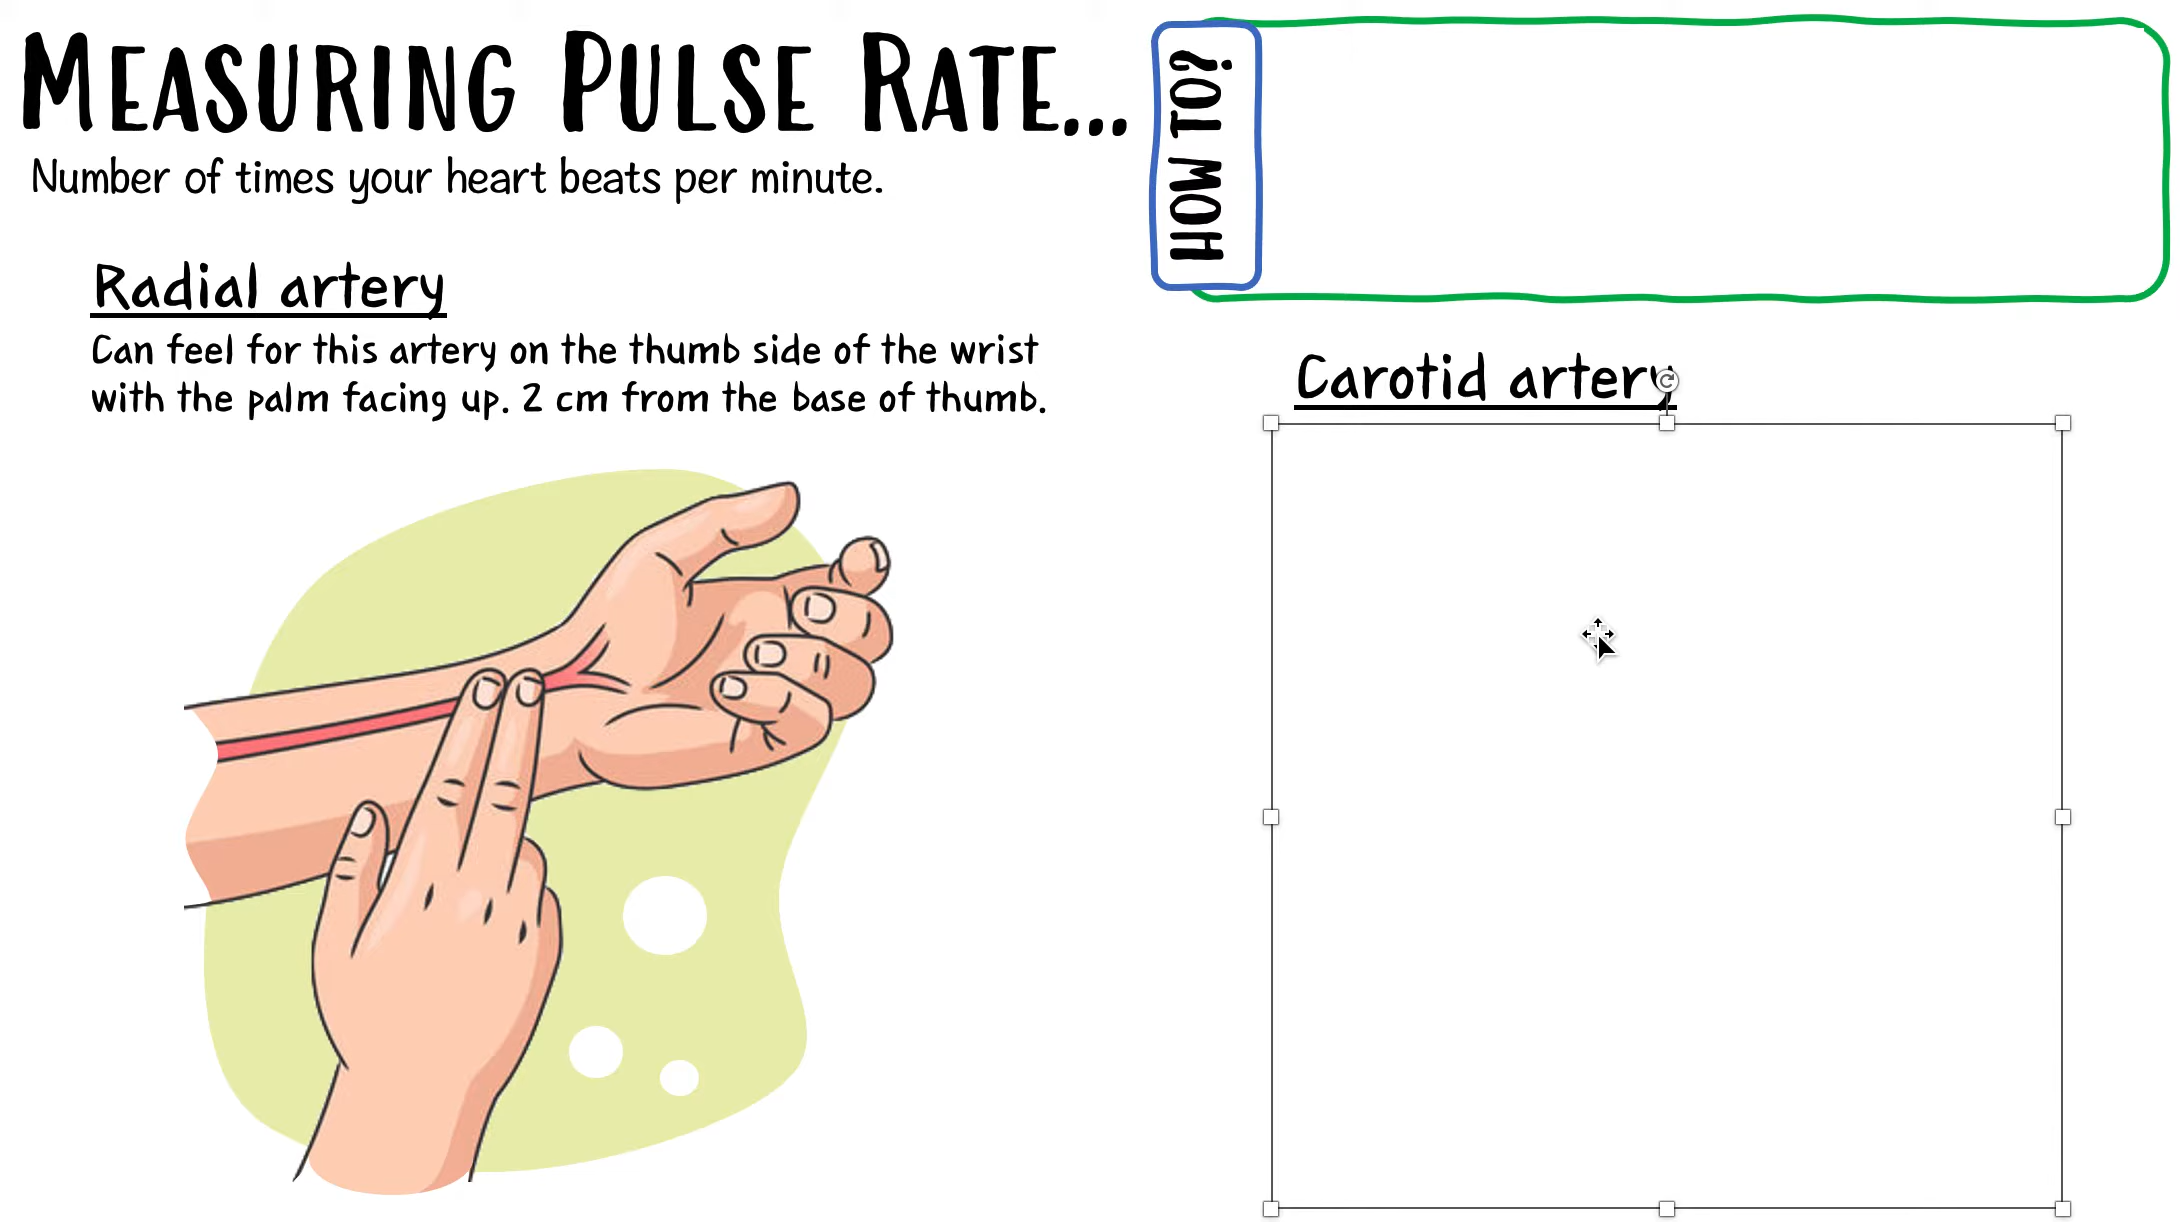 MEASURING PULSE RATE...
Number of times your heart beats per minute.
HOW TO?
Radial artery
Can feel for this artery on the thumb side of the wrist
with the palm facing up. 2 cm from the base of thumb.
Carotid artery